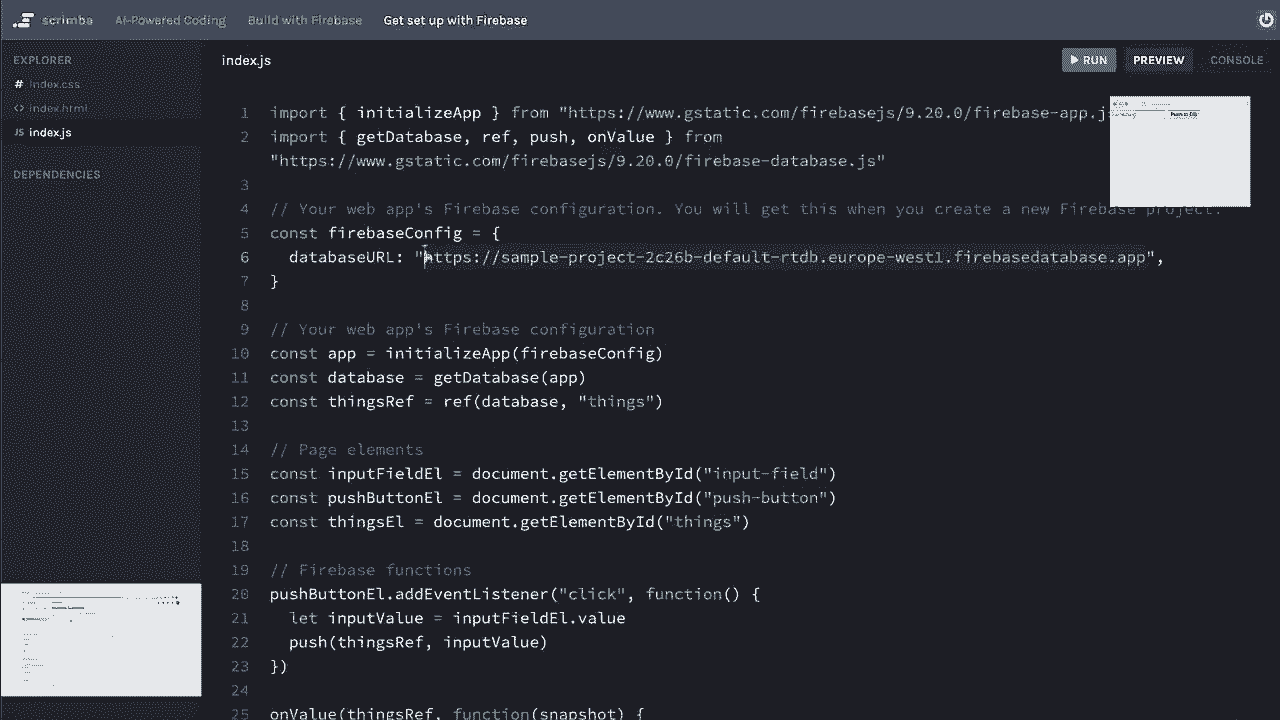 scrimba AI-Powered Coding Build with Firebase Get set up with Firebase
EXPLORER
# index.css
<> index.html
JS index.js
DEPENDENCIES
index.js
RUN PREVIEW CONSOLE
1 import { initializeApp } from "https://www.gstatic.com/firebasejs/9.20.0/firebase-app.j
2 import { getDatabase, ref, push, onValue } from
"https://www.gstatic.com/firebasejs/9.20.0/firebase-database.js"
3
4 // Your web app's Firebase configuration. You will get this when you create a new Firebase project.
5 const firebaseConfig = {
6 databaseURL: "https://sample-project-2c26b-default-rtdb.europe-west1.firebasedatabase.app",
7 }
8
9 // Your web app's Firebase configuration
10 const app = initializeApp(firebaseConfig)
11 const database = getDatabase(app)
12 const thingsRef = ref(database, "things")
13
14 // Page elements
15 const inputFieldEl = document.getElementById("input-field")
16 const pushButtonEl = document.getElementById("push-button")
17 const thingsEl = document.getElementById("things")
18
19 // Firebase functions
20 pushButtonEl.addEventListener("click", function() {
21 let inputValue = inputFieldEl.value
22 push(thingsRef, inputValue)
23 })
24
25 onValue(thingsRef, function(snapshot) {